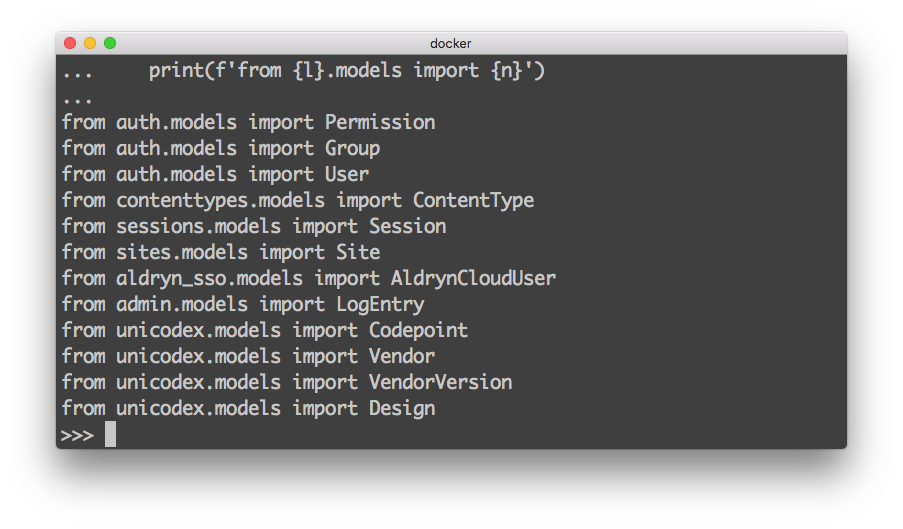 docker
...     print(f'from {l}.models import {n}')
...
from auth.models import Permission
from auth.models import Group
from auth.models import User
from contenttypes.models import ContentType
from sessions.models import Session
from sites.models import Site
from aldryn_sso.models import AldrynCloudUser
from admin.models import LogEntry
from unicodex.models import Codepoint
from unicodex.models import Vendor
from unicodex.models import VendorVersion
from unicodex.models import Design
>>>